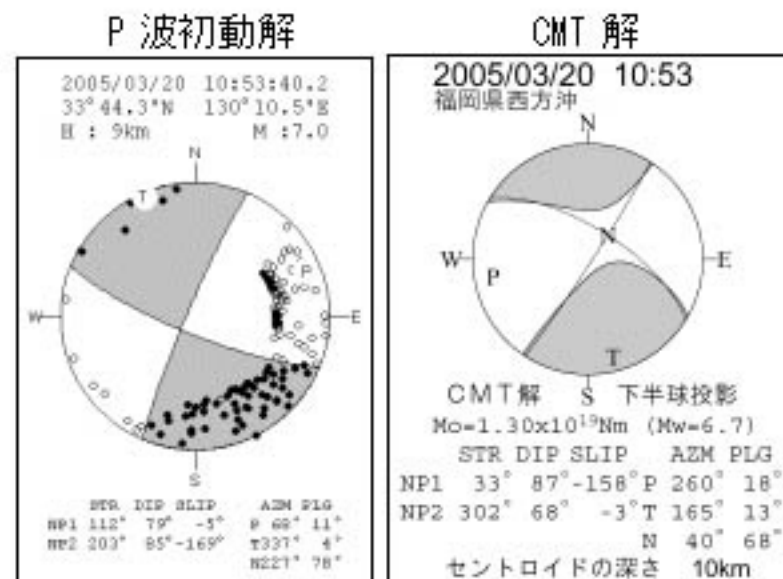 P 波初動解
2005/03/20 10:53:40.2
33°44.3'N 130°10.5'E
H : 9km M :7.0
N
T
P
W
E
S
STR DIP SLIP AZM PLG
NP1 112° 79° -5° P 68° 11°
NP2 203° 85° -169° T337° 4°
N227° 78°
CMT 解
2005/03/20 10:53
福岡県西方沖
N
N
W
E
P
T
S
CMT解 下半球投影
Mo=1.30x10¹⁹Nm (Mw=6.7)
STR DIP SLIP AZM PLG
NP1 33° 87° -158° P 260° 18°
NP2 302° 68° -3° T 165° 13°
N 40° 68°
セントロイドの深さ 10km